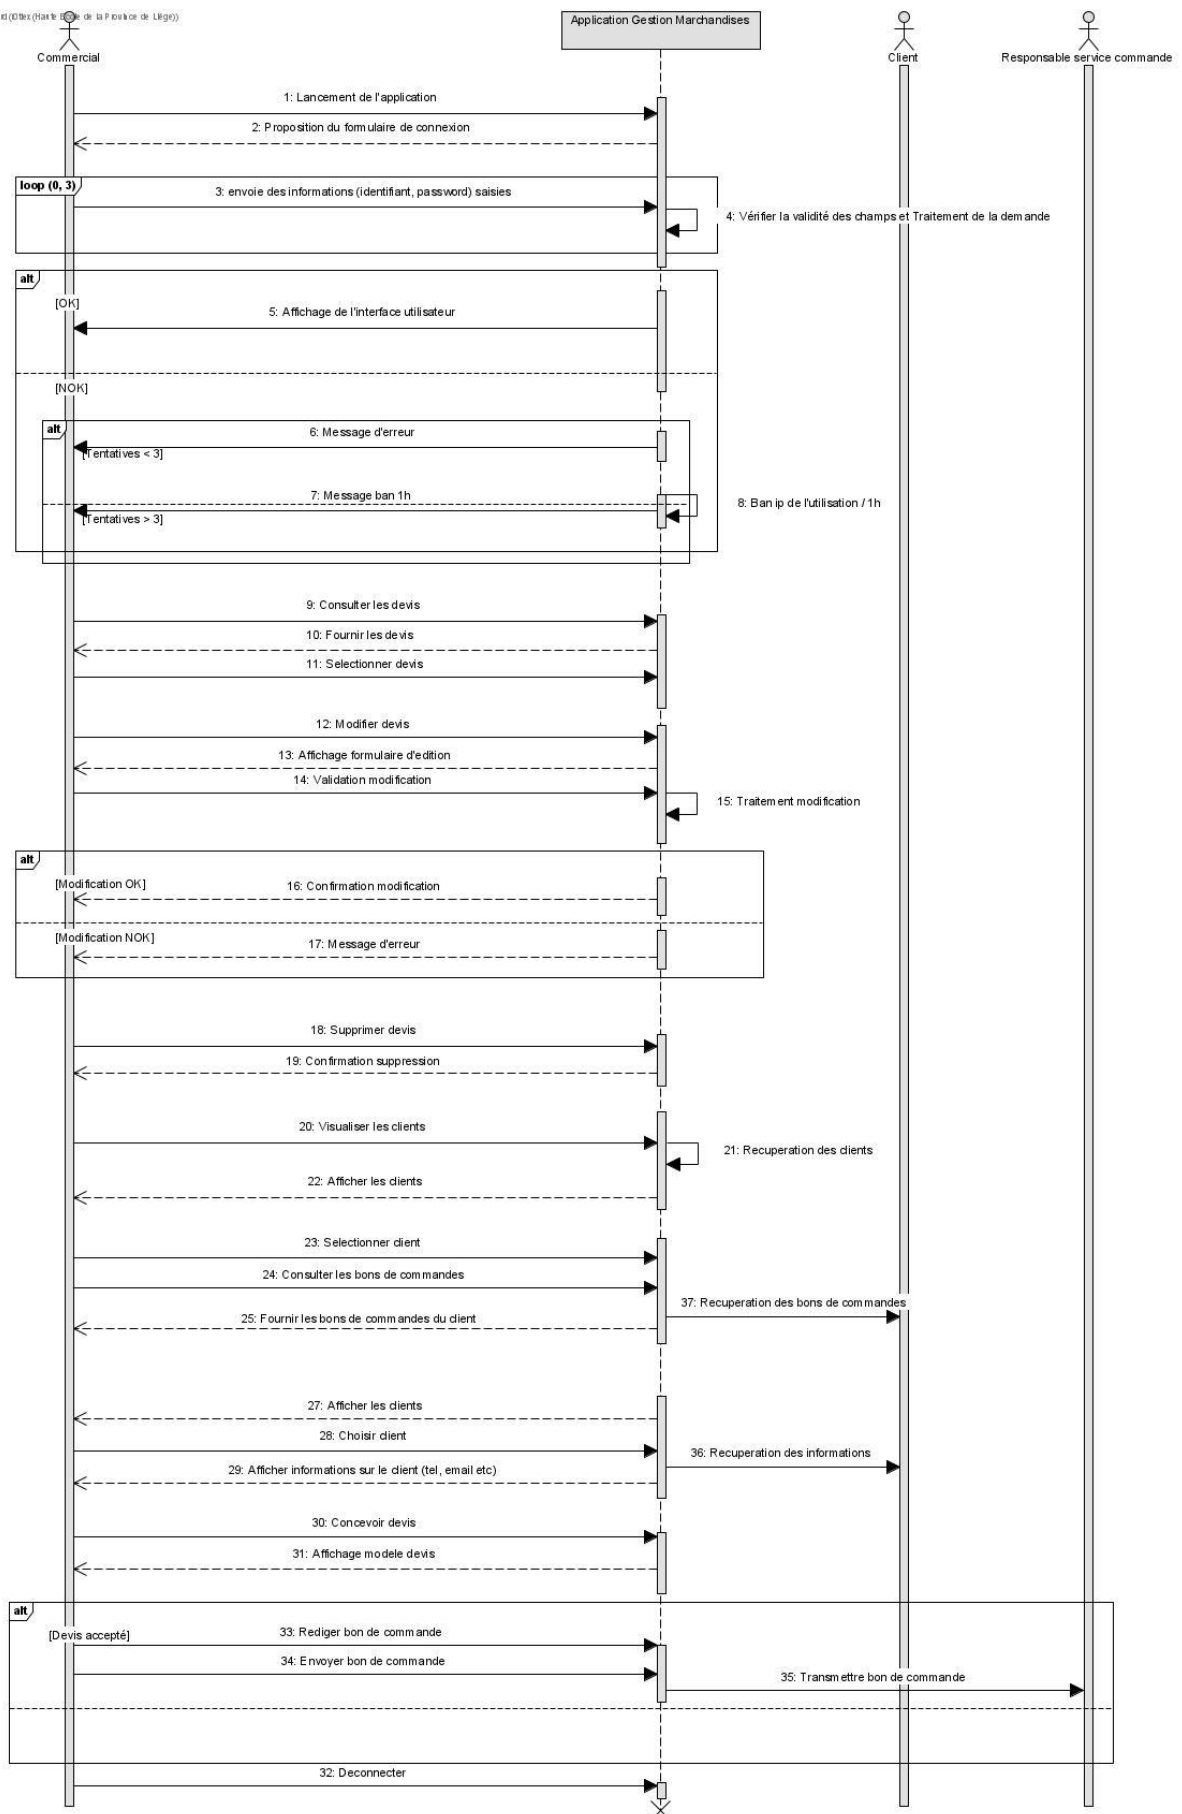 (Haute Ecole de la Province de Liège))
Application Gestion Marchandises
Commercial
Client
Responsable service commande
1: Lancement de l'application
2: Proposition du formulaire de connexion
loop (0, 3)
3: envoie des informations (identifiant, password) saisies
4: Vérifier la validité des champs et Traitement de la demande
alt
[OK]
5: Affichage de l'interface utilisateur
[NOK]
alt
6: Message d'erreur
[Tentatives < 3]
7: Message ban 1h
8: Ban ip de l'utilisation / 1h
[Tentatives > 3]
9: Consulter les devis
10: Fournir les devis
11: Selectionner devis
12: Modifier devis
13: Affichage formulaire d'edition
14: Validation modification
15: Traitement modification
alt
[Modification OK]
16: Confirmation modification
[Modification NOK]
17: Message d'erreur
18: Supprimer devis
19: Confirmation suppression
20: Visualiser les clients
21: Recuperation des clients
22: Afficher les clients
23: Selectionner client
24: Consulter les bons de commandes
37: Recuperation des bons de commandes
25: Fournir les bons de commandes du client
27: Afficher les clients
28: Choisir client
36: Recuperation des informations
29: Afficher informations sur le client (tel, email etc)
30: Concevoir devis
31: Affichage modele devis
alt
[Devis accepté]
33: Rediger bon de commande
34: Envoyer bon de commande
35: Transmettre bon de commande
32: Deconnecter